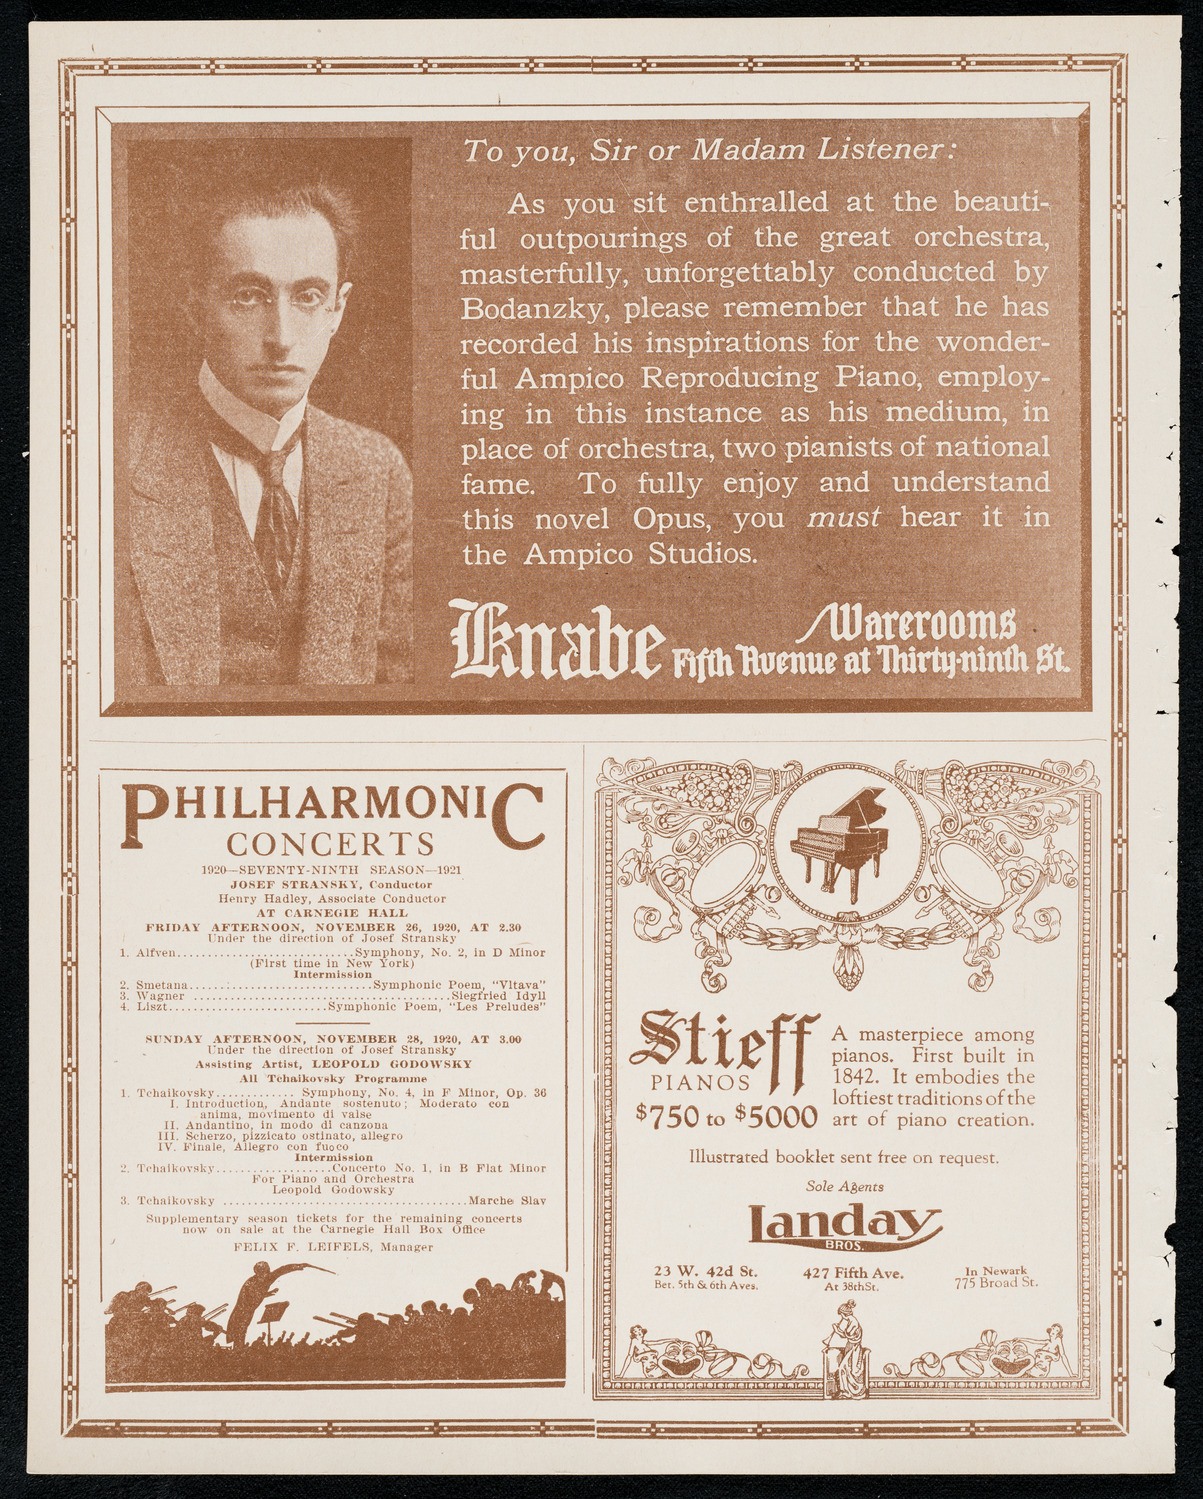 To you, Sir or Madam Listener:
As you sit enthralled at the beauti-
ful outpourings of the great orchestra,
masterfully, unforgettably conducted by
Bodanzky, please remember that he has
recorded his inspirations for the wonder-
ful Ampico Reproducing Piano, employ-
ing in this instance as his medium, in
place of orchestra, two pianists of national
fame. To fully enjoy and understand
this novel Opus, you must hear it in
the Ampico Studios.
Knabe Warerooms
Fifth Avenue at Thirty-ninth St.
PHILHARMONIC
CONCERTS
1920—SEVENTY-NINTH SEASON—1921
JOSEF STRANSKY, Conductor
Henry Hadley, Associate Conductor
AT CARNEGIE HALL
FRIDAY AFTERNOON, NOVEMBER 26, 1920, AT 2.30
Under the direction of Josef Stransky
1. Alfven..............................Symphony, No. 2, in D Minor
(First time in New York)
Intermission
2. Smetana..............................Symphonic Poem, "Vltava"
3. Wagner ..........................................Siegfried Idyll
4. Liszt..........................Symphonic Poem, "Les Preludes"
SUNDAY AFTERNOON, NOVEMBER 28, 1920, AT 3.00
Under the direction of Josef Stransky
Assisting Artist, LEOPOLD GODOWSKY
All Tchaikovsky Programme
1. Tchaikovsky............. Symphony, No. 4, in F Minor, Op. 36
I. Introduction, Andante sostenuto; Moderato con
anima, movimento di valse
II. Andantino, in modo di canzona
III. Scherzo, pizzicato ostinato, allegro
IV. Finale, Allegro con fuoco
Intermission
2. Tchaikovsky...................Concerto No. 1, in B Flat Minor
For Piano and Orchestra
Leopold Godowsky
3. Tchaikovsky ........................................Marche Slav
Supplementary season tickets for the remaining concerts
now on sale at the Carnegie Hall Box Office
FELIX F. LEIFELS, Manager
Stieff
PIANOS
$750 to $5000
A masterpiece among
pianos. First built in
1842. It embodies the
loftiest traditions of the
art of piano creation.
Illustrated booklet sent free on request.
Sole Agents
Landay
BROS.
23 W. 42d St.
Bet. 5th & 6th Aves.
427 Fifth Ave.
At 38th St.
In Newark
775 Broad St.